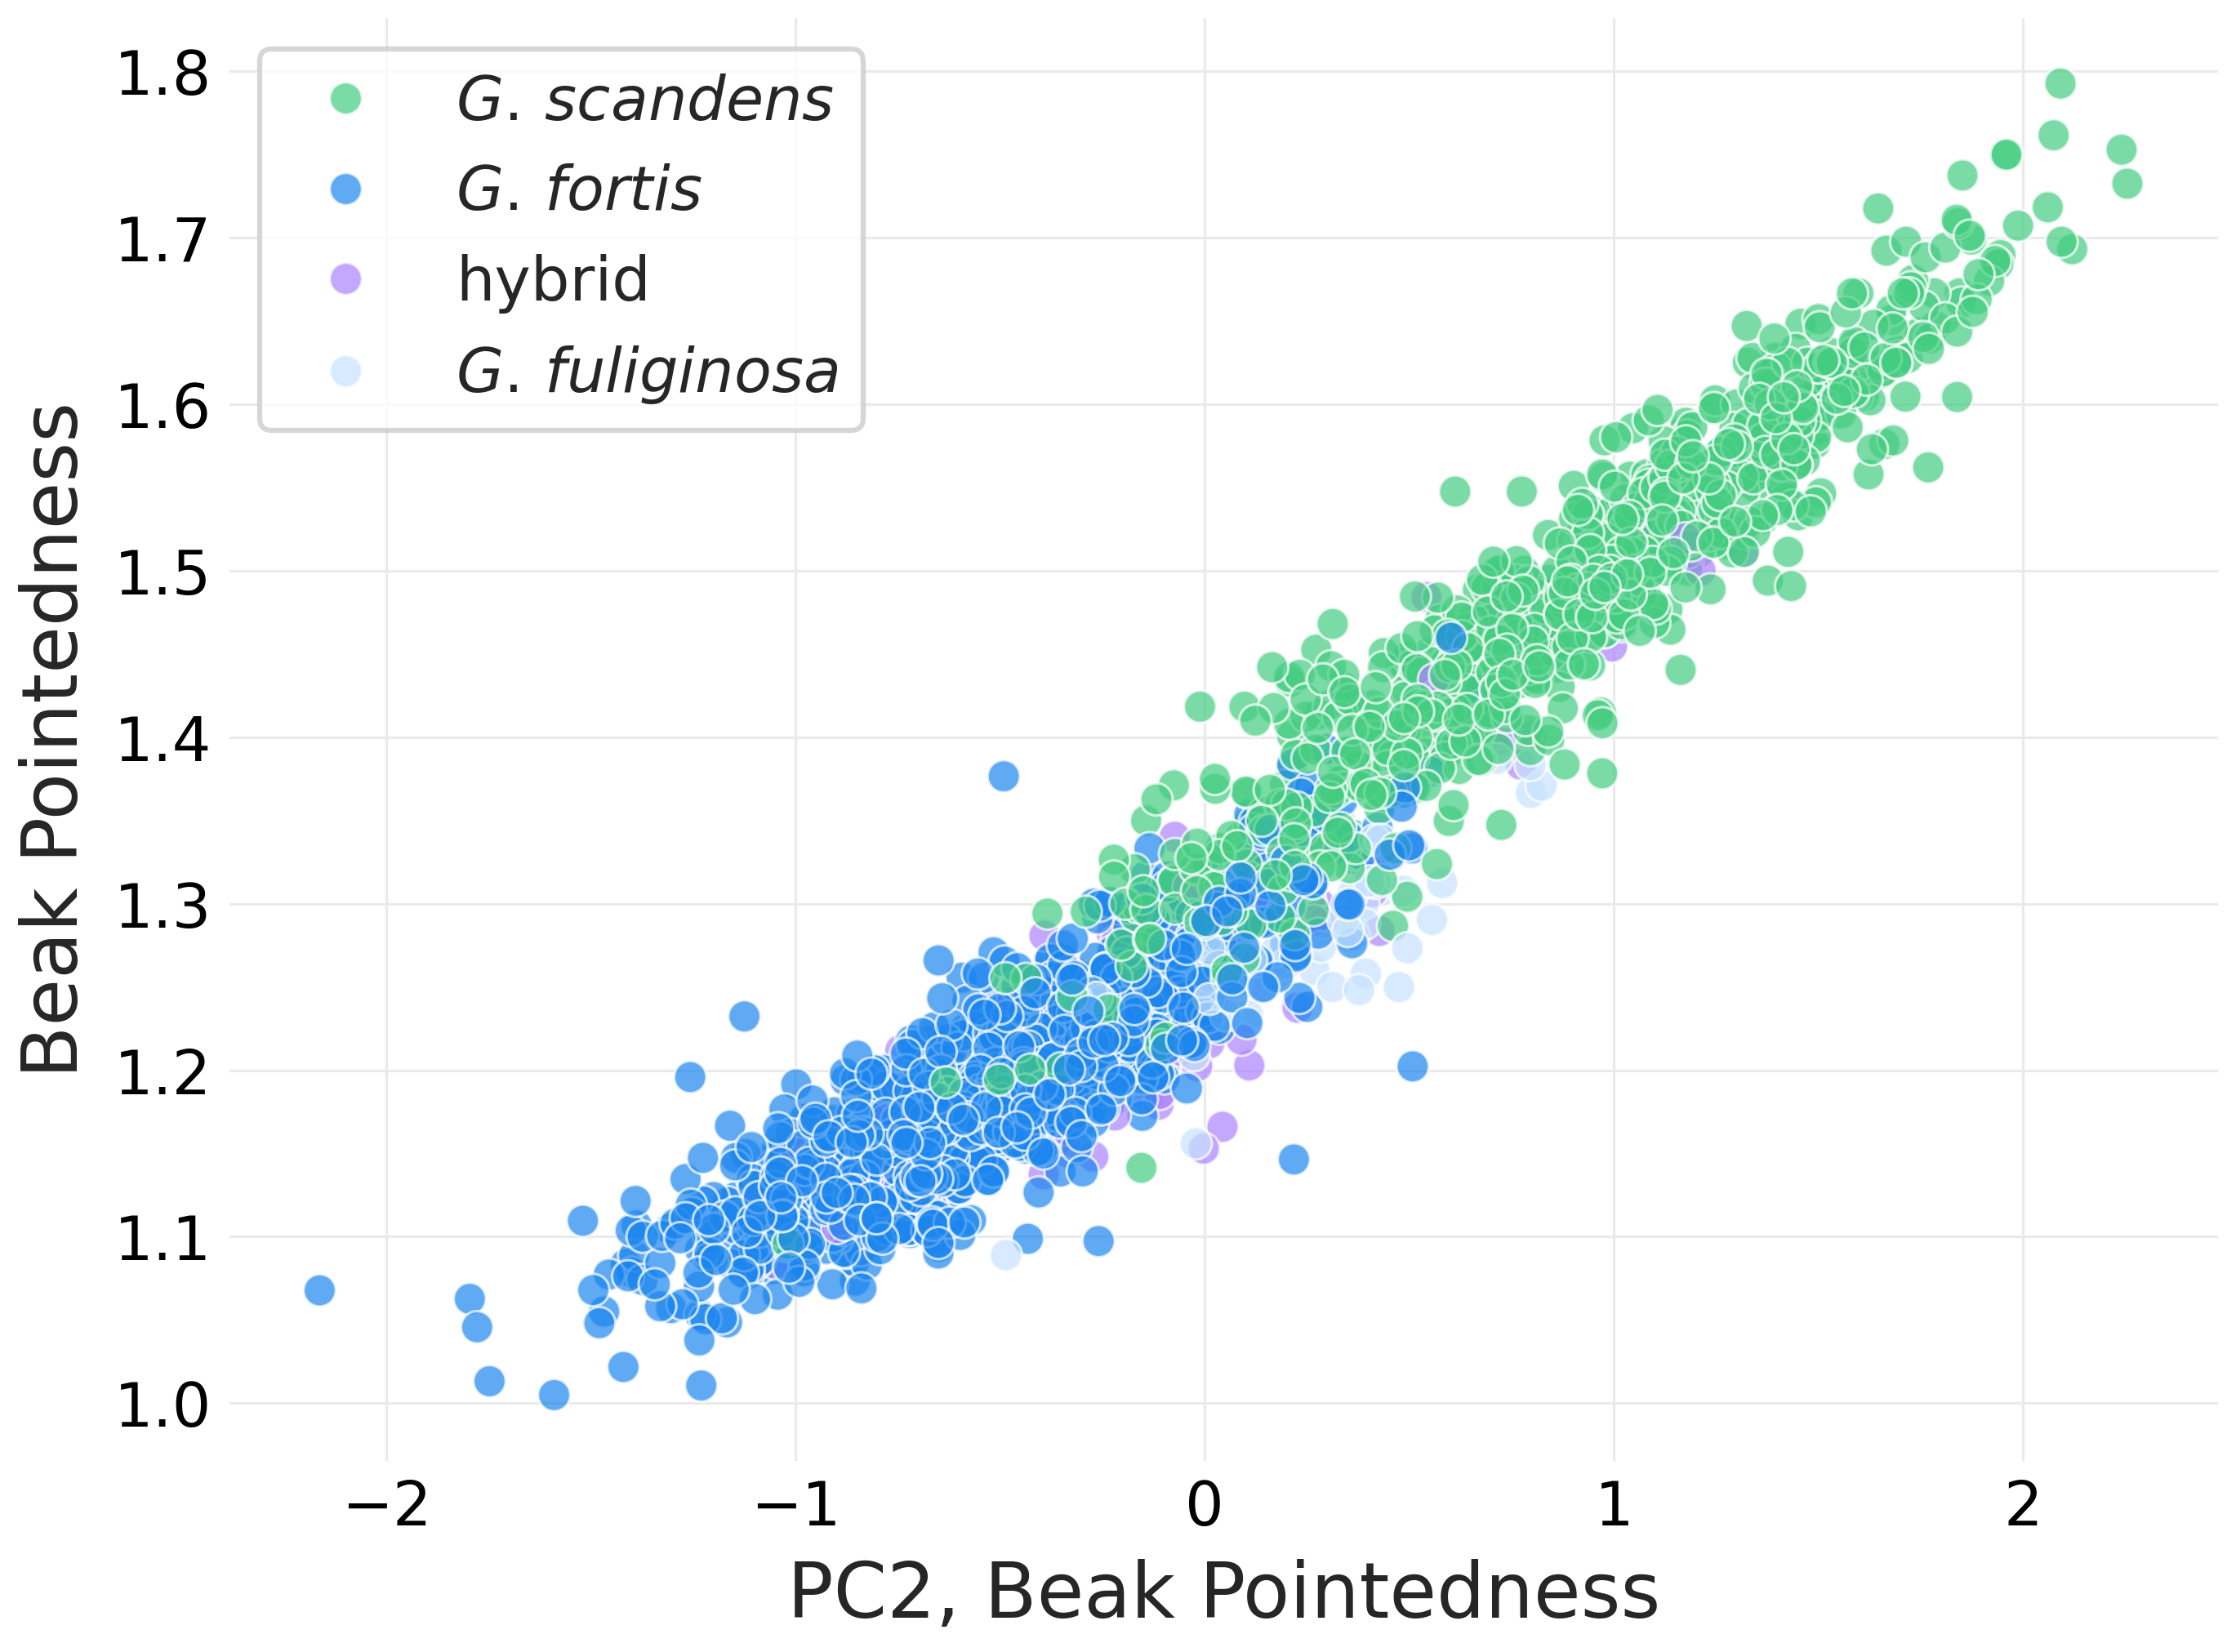 Beak Pointedness
1.8
1.7
1.6
1.5
1.4
1.3
1.2
1.1
1.0
G. scandens
G. fortis
hybrid
G. fuliginosa
−2 −1 0 1 2
PC2, Beak Pointedness